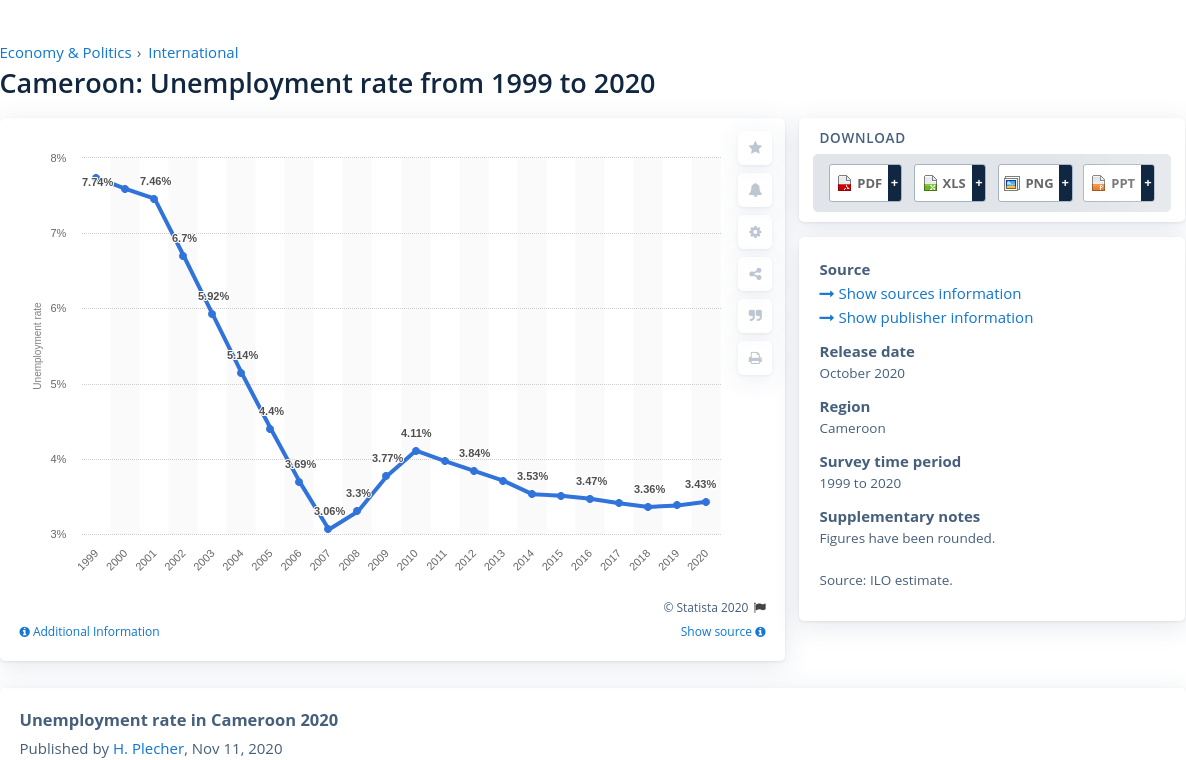 Economy & Politics › International
Cameroon: Unemployment rate from 1999 to 2020
8%
7%
6%
5%
4%
3%
Unemployment rate
7.74%
7.46%
6.7%
5.92%
5.14%
4.4%
3.69%
3.06%
3.3%
3.77%
4.11%
3.84%
3.53%
3.47%
3.36%
3.43%
1999
2000
2001
2002
2003
2004
2005
2006
2007
2008
2009
2010
2011
2012
2013
2014
2015
2016
2017
2018
2019
2020
© Statista 2020
Additional Information
Show source
DOWNLOAD
PDF + XLS + PNG + PPT +
Source
Show sources information
Show publisher information
Release date
October 2020
Region
Cameroon
Survey time period
1999 to 2020
Supplementary notes
Figures have been rounded.
Source: ILO estimate.
Unemployment rate in Cameroon 2020
Published by H. Plecher, Nov 11, 2020